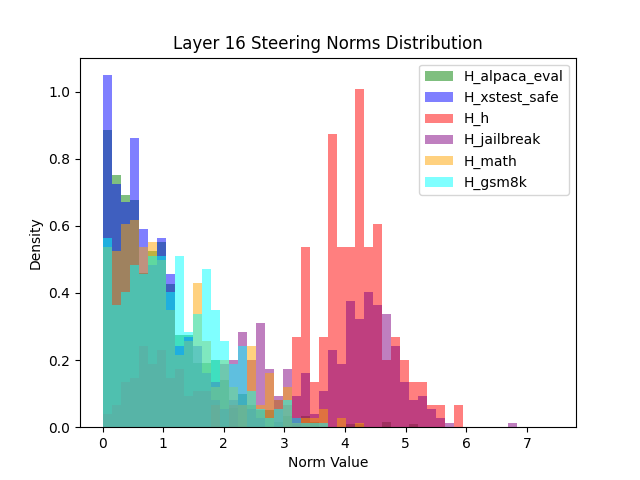 Layer 16 Steering Norms Distribution
H_alpaca_eval
H_xstest_safe
H_h
H_jailbreak
H_math
H_gsm8k
Density
1.0
0.8
0.6
0.4
0.2
0.0
0 1 2 3 4 5 6 7
Norm Value